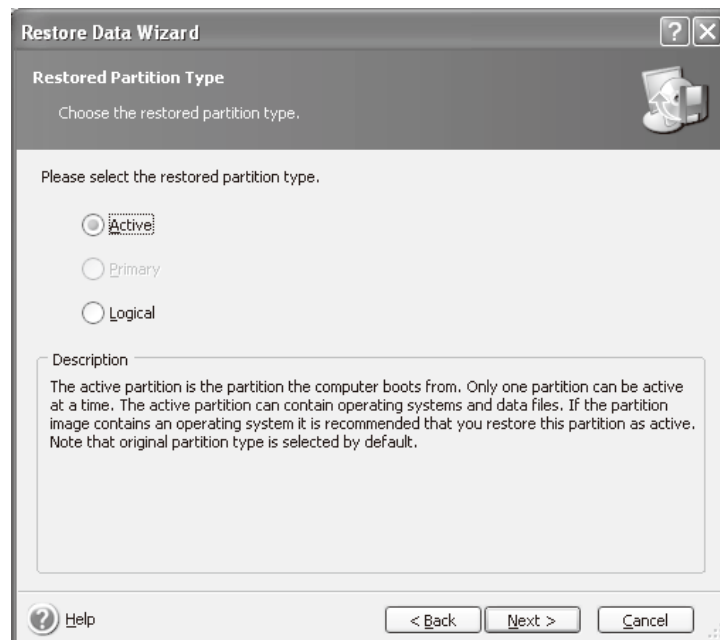 Restore Data Wizard
Restored Partition Type
Choose the restored partition type.
Please select the restored partition type.
Active
Primary
Logical
Description
The active partition is the partition the computer boots from. Only one partition can be active
at a time. The active partition can contain operating systems and data files. If the partition
image contains an operating system it is recommended that you restore this partition as active.
Note that original partition type is selected by default.
Help
< Back
Next >
Cancel